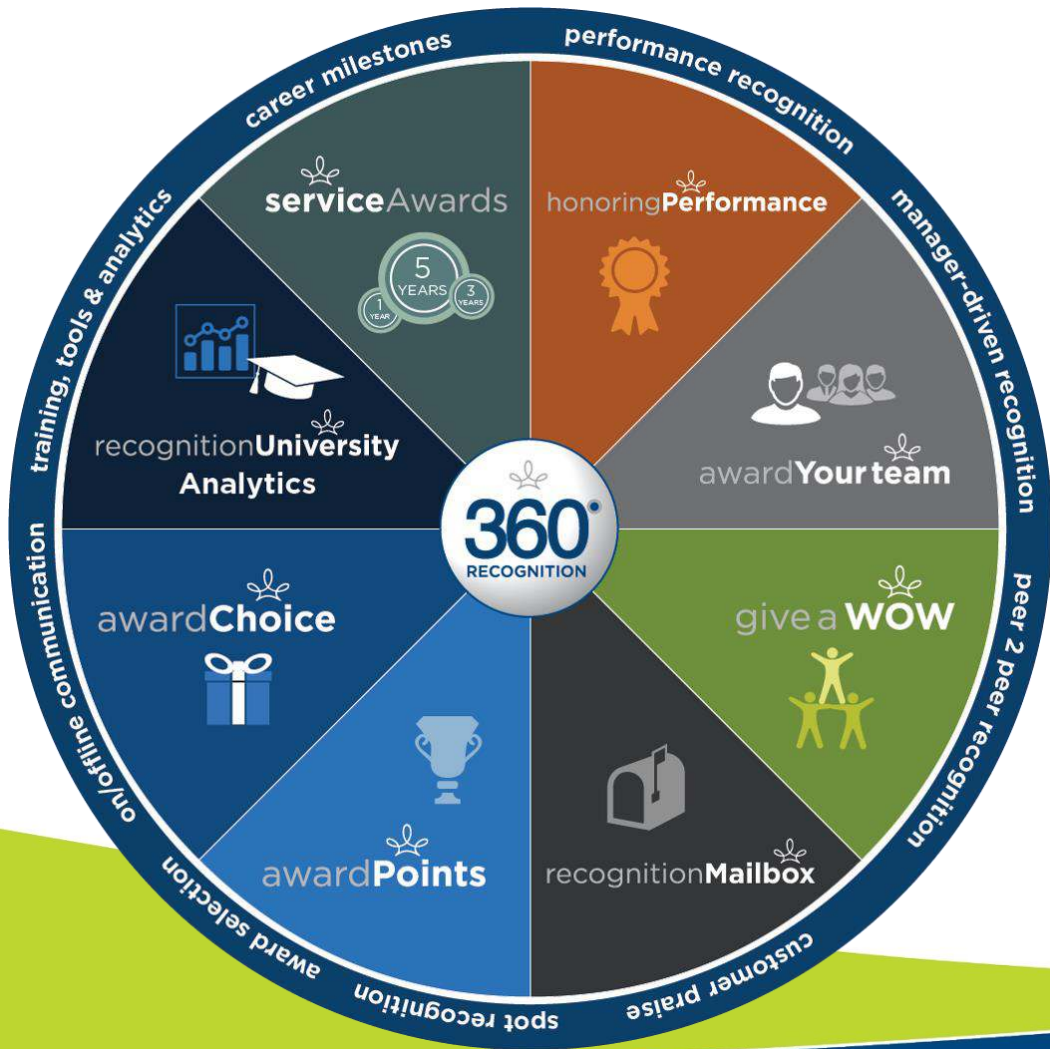 career milestones
performance recognition
manager-driven recognition
peer 2 peer recognition
customer praise
spot recognition
award selection
on/offline communication
training, tools & analytics
serviceAwards
1
YEAR
5
YEARS
3
YEARS
honoringPerformance
awardYourteam
give a WOW
recognitionMailbox
awardPoints
awardChoice
recognitionUniversity
Analytics
360°
RECOGNITION